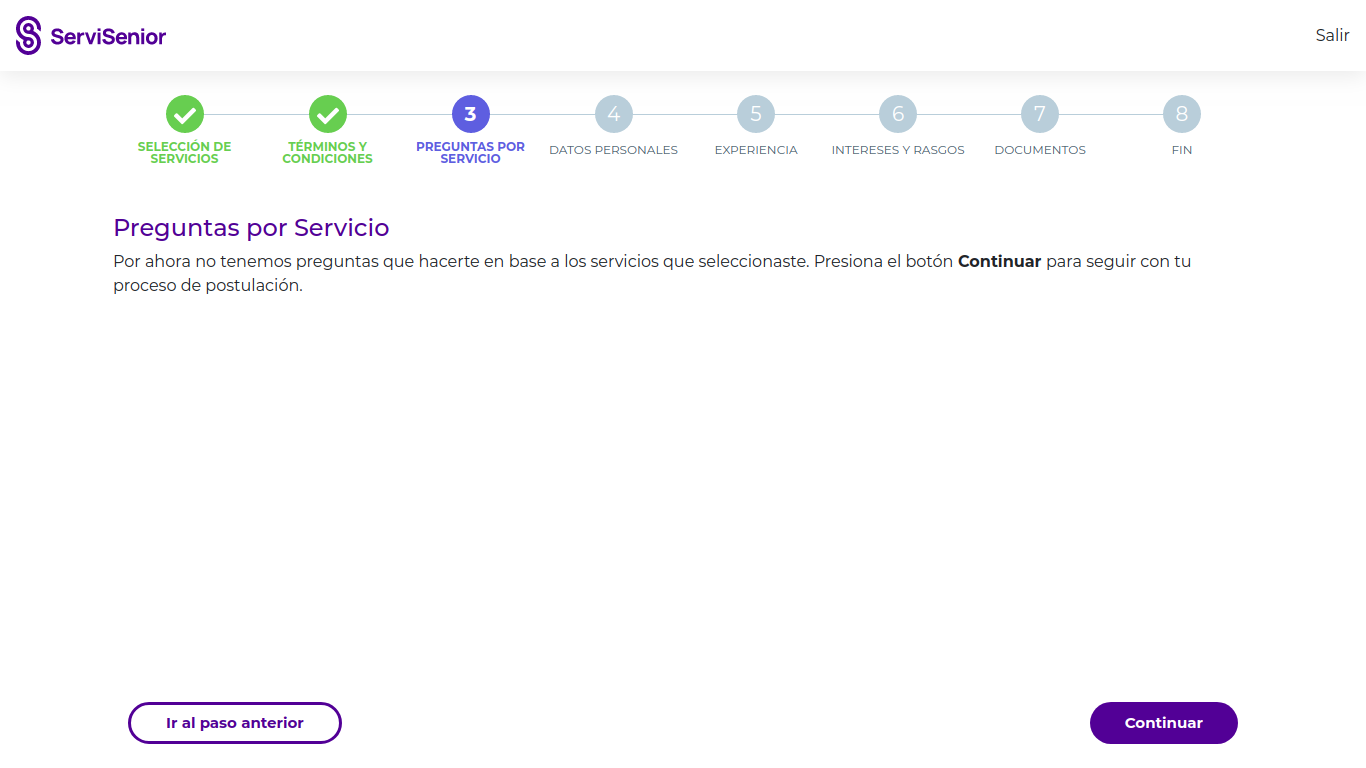 ServiSenior
Salir
3
4
5
6
7
8
SELECCIÓN DE
SERVICIOS
TÉRMINOS Y
CONDICIONES
PREGUNTAS POR
SERVICIO
DATOS PERSONALES
EXPERIENCIA
INTERESES Y RASGOS
DOCUMENTOS
FIN
Preguntas por Servicio
Por ahora no tenemos preguntas que hacerte en base a los servicios que seleccionaste. Presiona el botón Continuar para seguir con tu
proceso de postulación.
Ir al paso anterior
Continuar